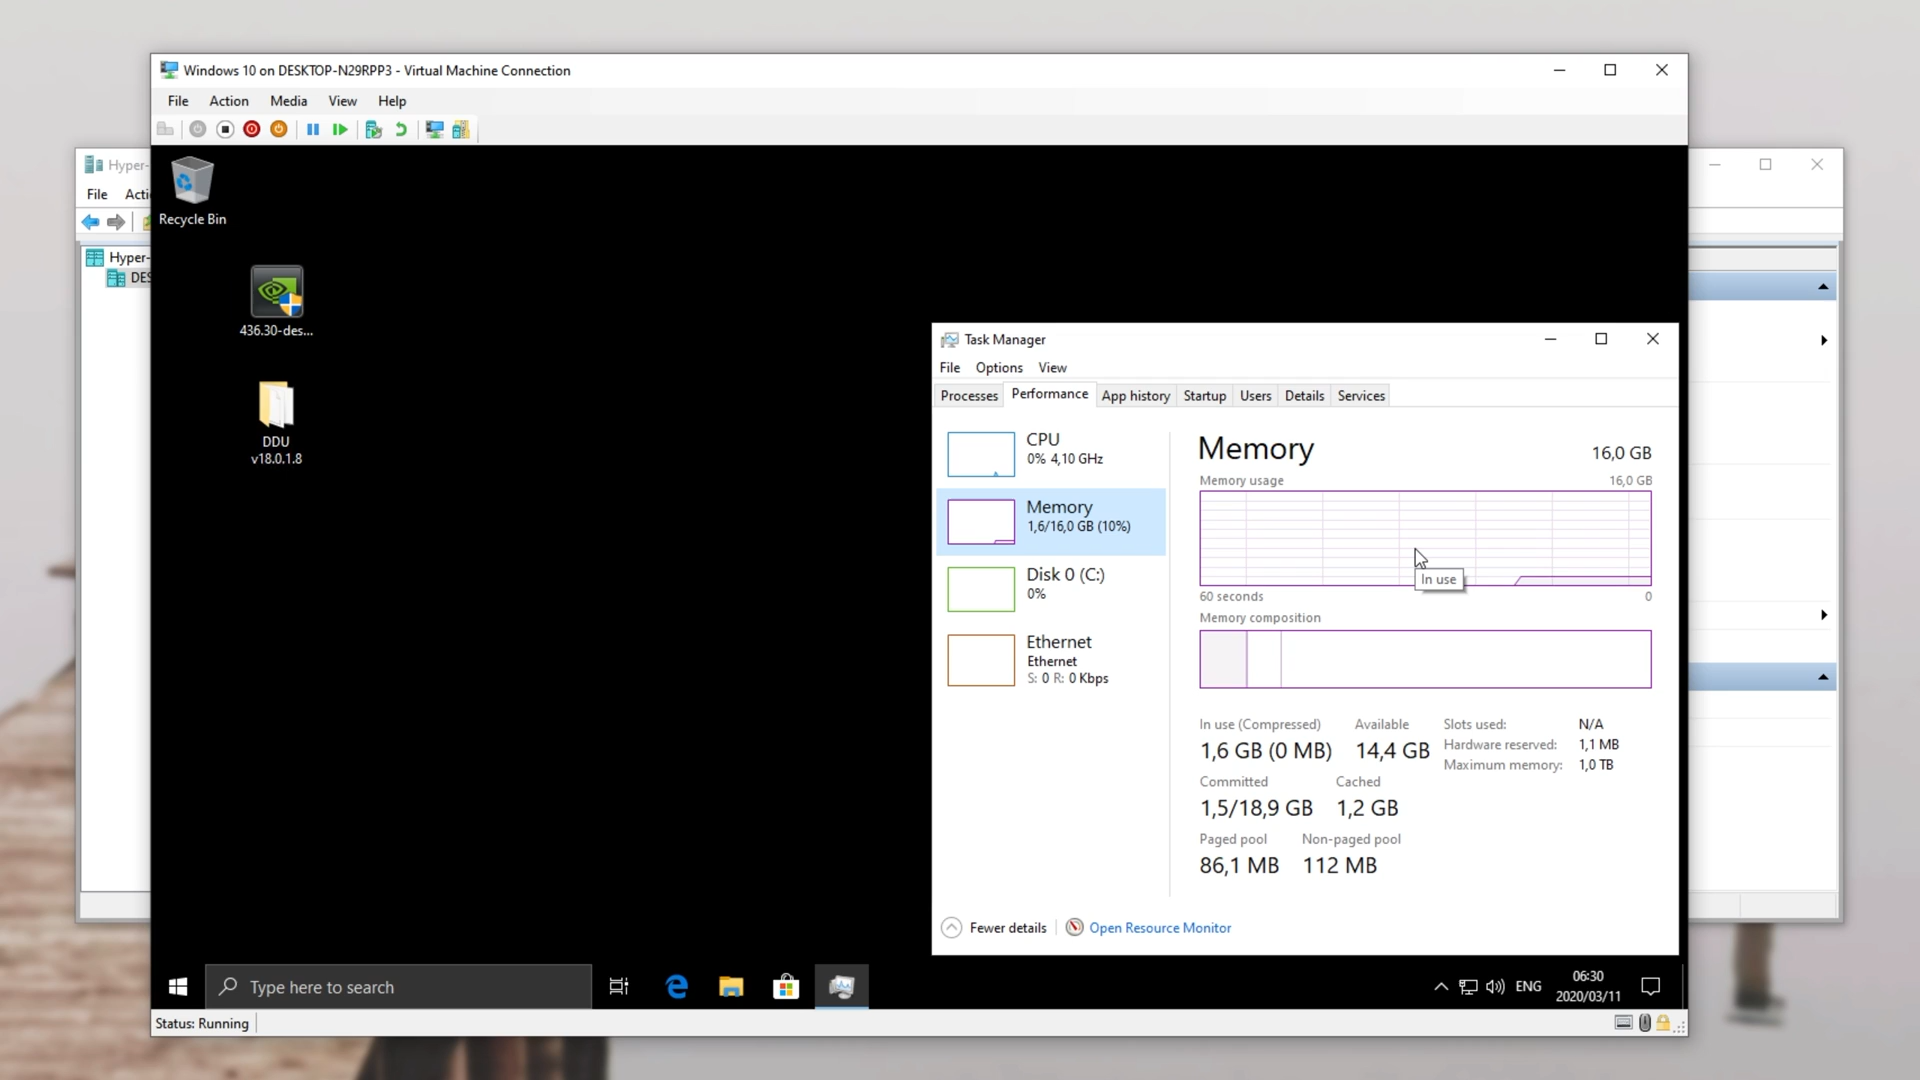 Windows 10 on DESKTOP-N29RPP3 - Virtual Machine Connection
File Action Media View Help
Hyper-
File Acti
Hyper-
DES
Recycle Bin
436.30-des...
DDU
v18.0.1.8
Task Manager
File Options View
Processes Performance App history Startup Users Details Services
CPU
0% 4,10 GHz
Memory
1,6/16,0 GB (10%)
Disk 0 (C:)
0%
Ethernet
Ethernet
S: 0 R: 0 Kbps
Memory 16,0 GB
Memory usage 16,0 GB
In use
60 seconds 0
Memory composition
In use (Compressed) Available Slots used: N/A
1,6 GB (0 MB) 14,4 GB Hardware reserved: 1,1 MB
Maximum memory: 1,0 TB
Committed Cached
1,5/18,9 GB 1,2 GB
Paged pool Non-paged pool
86,1 MB 112 MB
Fewer details Open Resource Monitor
Type here to search
ENG
06:30
2020/03/11
Status: Running